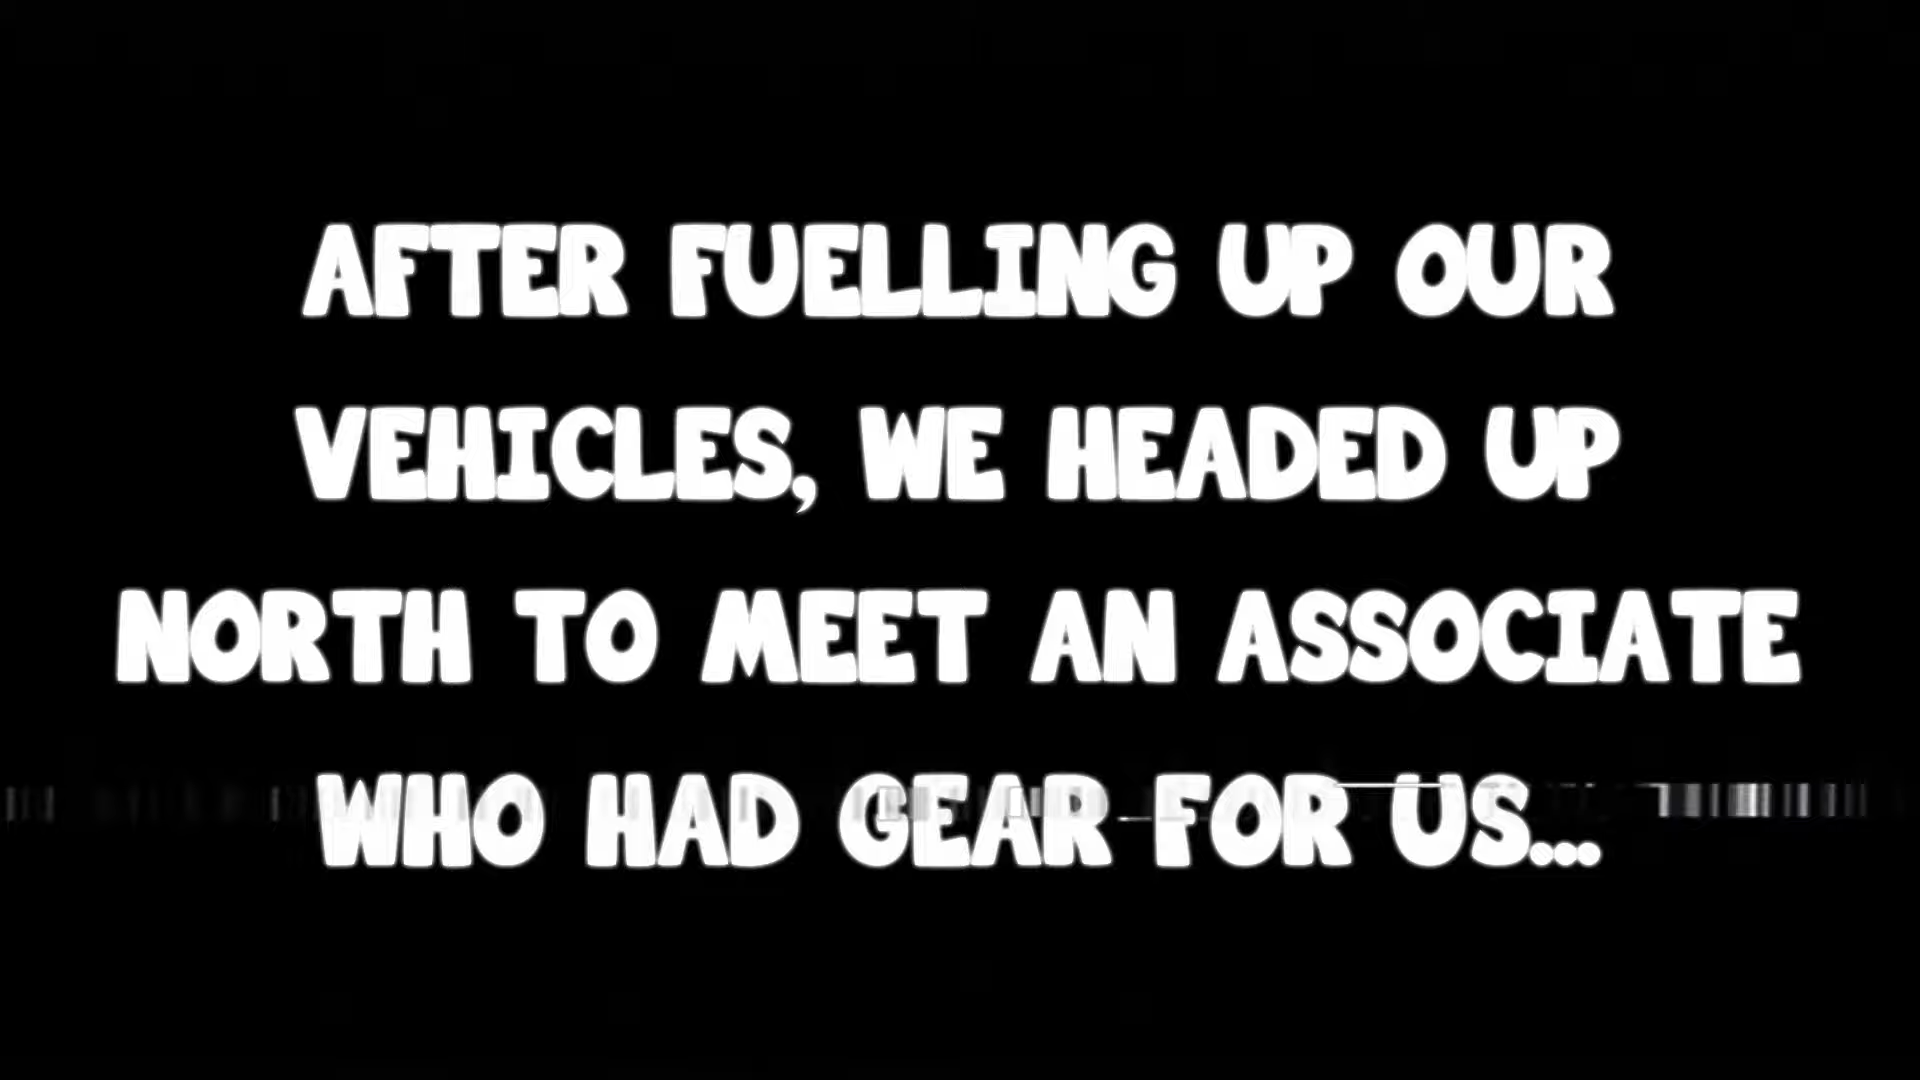 AFTER FUELLING UP OUR
VEHICLES, WE HEADED UP
NORTH TO MEET AN ASSOCIATE
WHO HAD GEAR FOR US...